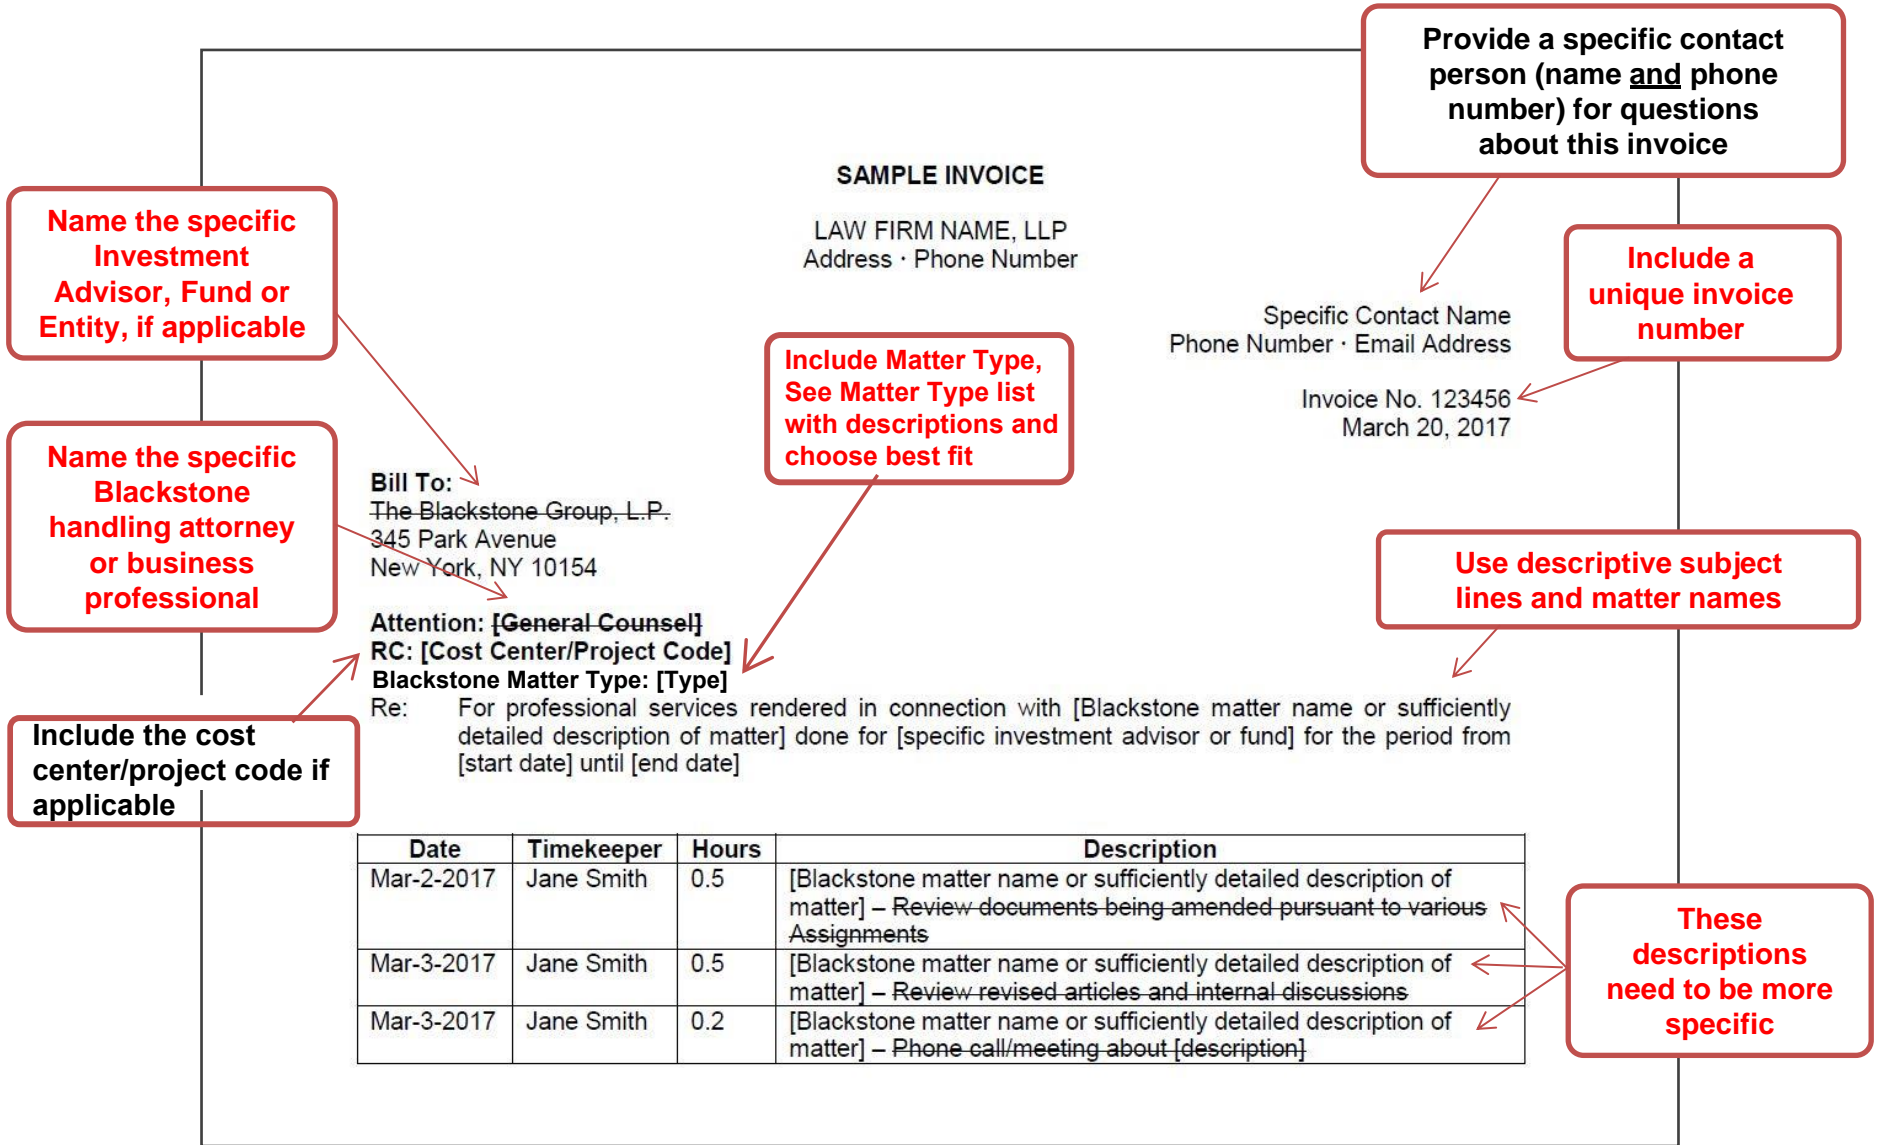 Provide a specific contact
person (name and phone
number) for questions
about this invoice
SAMPLE INVOICE
LAW FIRM NAME, LLP
Address · Phone Number
Name the specific
Investment
Advisor, Fund or
Entity, if applicable
Include a
unique invoice
number
Specific Contact Name
Phone Number · Email Address
Include Matter Type,
See Matter Type list
with descriptions and
choose best fit
Invoice No. 123456
March 20, 2017
Name the specific
Blackstone
handling attorney
or business
professional
Bill To:
The Blackstone Group, L.P.
345 Park Avenue
New York, NY 10154
Use descriptive subject
lines and matter names
Attention: [General Counsel]
RC: [Cost Center/Project Code]
Blackstone Matter Type: [Type]
Re: For professional services rendered in connection with [Blackstone matter name or sufficiently
detailed description of matter] done for [specific investment advisor or fund] for the period from
[start date] until [end date]
Include the cost
center/project code if
applicable
Date Timekeeper Hours Description
Mar-2-2017 Jane Smith 0.5 [Blackstone matter name or sufficiently detailed description of
matter] – Review documents being amended pursuant to various
Assignments
Mar-3-2017 Jane Smith 0.5 [Blackstone matter name or sufficiently detailed description of
matter] – Review revised articles and internal discussions
Mar-3-2017 Jane Smith 0.2 [Blackstone matter name or sufficiently detailed description of
matter] – Phone call/meeting about [description]
These
descriptions
need to be more
specific